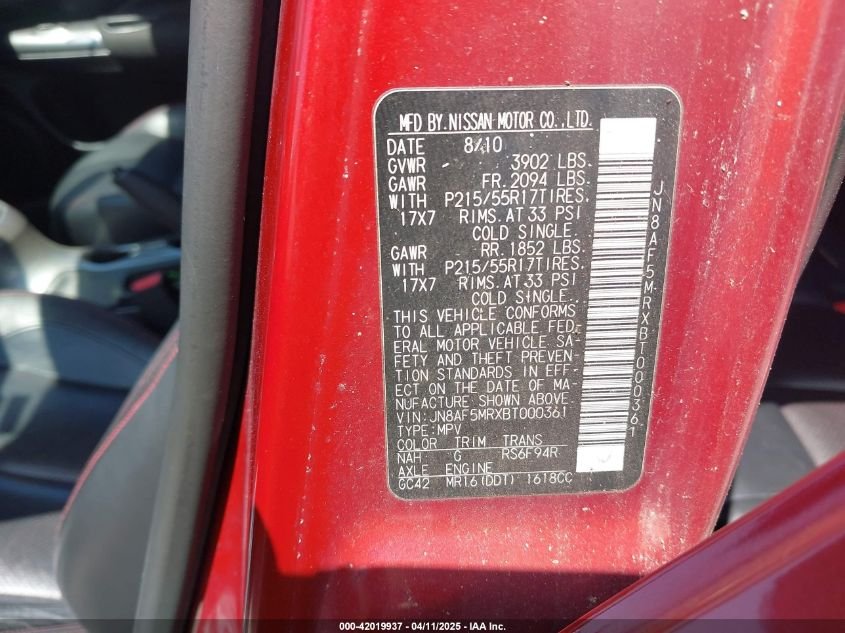 MFD BY NISSAN MOTOR CO., LTD.
DATE 8/10
GVWR 3902 LBS.
GAWR FR. 2094 LBS.
WITH P215/55R17TIRES.
17X7 RIMS. AT 33 PSI
COLD SINGLE.
GAWR RR. 1852 LBS.
WITH P215/55R17TIRES.
17X7 RIMS. AT 33 PSI
COLD SINGLE.
THIS VEHICLE CONFORMS
TO ALL APPLICABLE FED-
ERAL MOTOR VEHICLE SA-
FETY AND THEFT PREVEN-
TION STANDARDS IN EFF-
ECT ON THE DATE OF MA-
NUFACTURE SHOWN ABOVE.
VIN: JN8AF5MRXBT000361
TYPE: MPV
COLOR TRIM TRANS
NAH G RS6F94R
AXLE ENGINE
GC42 MR16(DDT) 1618CC
JN8AF5MRXBT000361
000-42019937 - 04/11/2025 - IAA Inc.